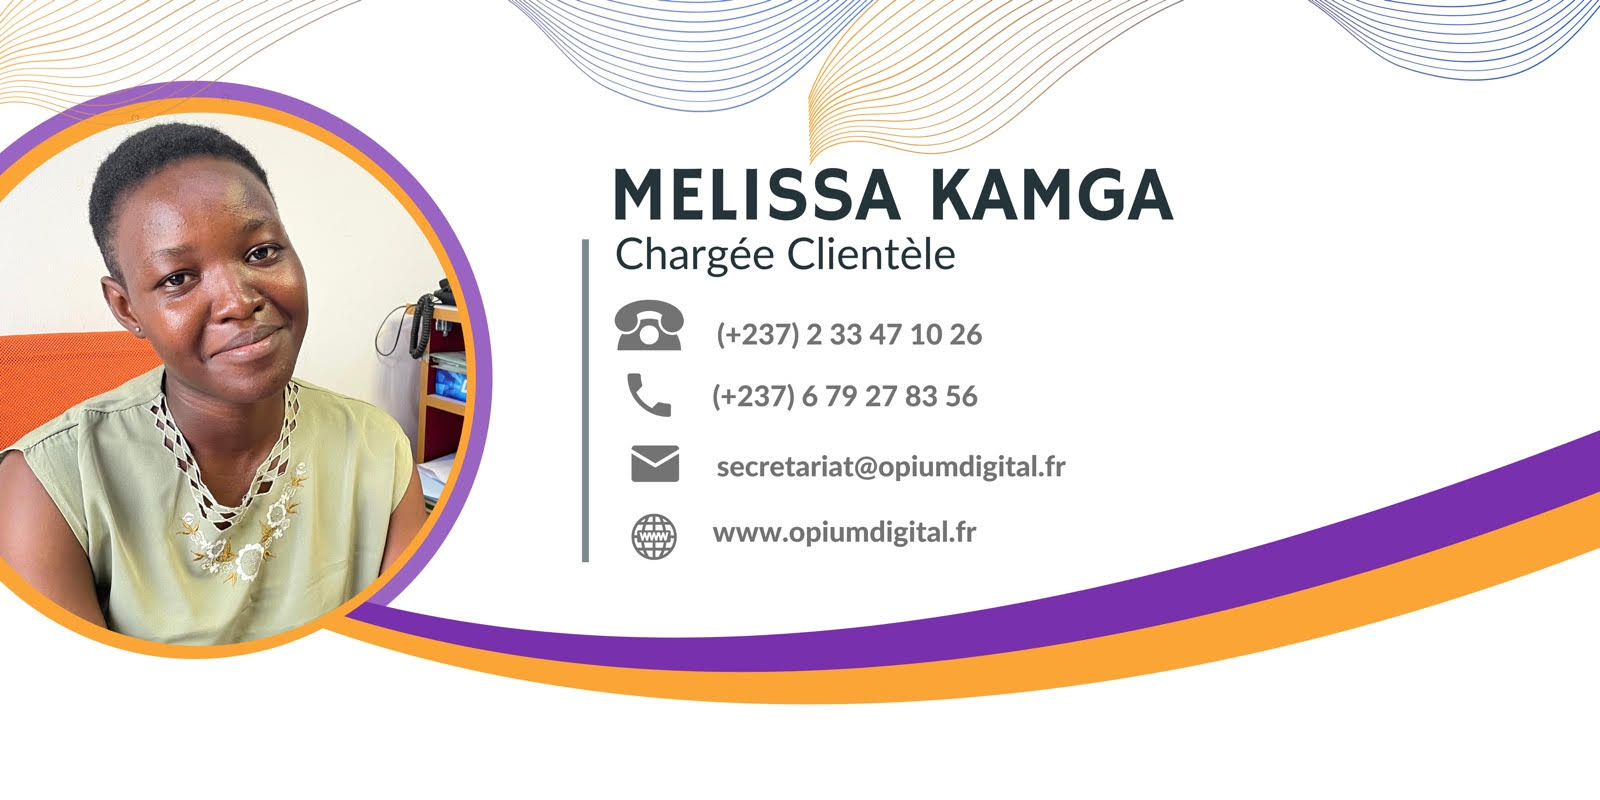 MELISSA KAMGA
Chargée Clientèle
(+237) 2 33 47 10 26
(+237) 6 79 27 83 56
secretariat@opiumdigital.fr
www
www.opiumdigital.fr